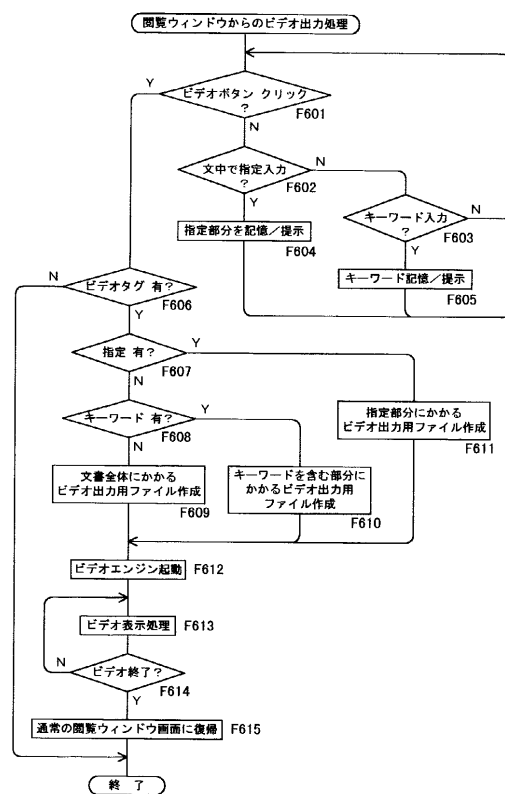 閲覧ウィンドウからのビデオ出力処理
Y
ビデオボタン クリック
?
F601
N
文中で指定入力
?
N
F602
Y
キーワード入力
?
N
F603
指定部分を記憶/提示
F604
Y
キーワード記憶/提示
F605
N
ビデオタグ 有?
F606
Y
指定 有?
Y
F607
N
キーワード 有?
Y
F608
N
指定部分にかかる
ビデオ出力用ファイル作成
F611
文書全体にかかる
ビデオ出力用ファイル作成
F609
キーワードを含む部分に
かかるビデオ出力用
ファイル作成
F610
ビデオエンジン起動
F612
ビデオ表示処理
F613
N
ビデオ終了?
F614
Y
通常の閲覧ウィンドウ画面に復帰
F615
終 了